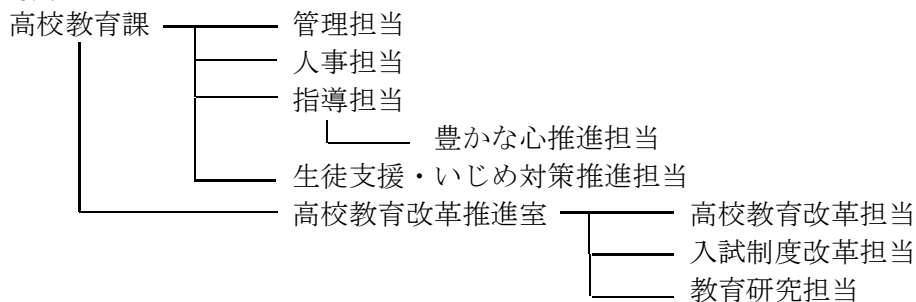 高校教育課 管理担当
人事担当
指導担当
豊かな心推進担当
生徒支援・いじめ対策推進担当
高校教育改革推進室 高校教育改革担当
入試制度改革担当
教育研究担当